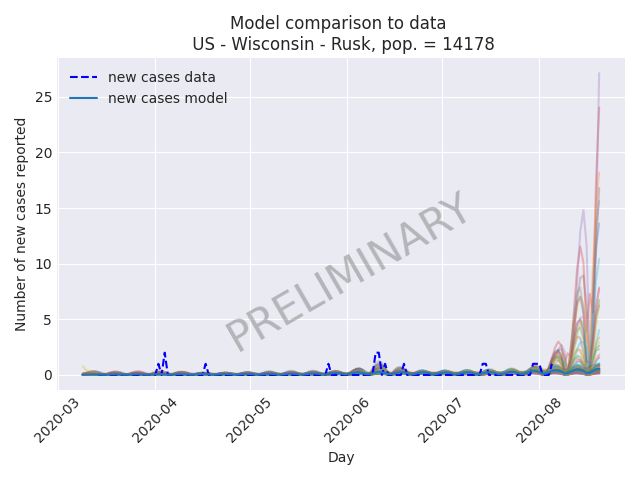 Model comparison to data
US - Wisconsin - Rusk, pop. = 14178
new cases data
new cases model
Number of new cases reported
25
20
15
10
5
0
PRELIMINARY
2020-03
2020-04
2020-05
2020-06
2020-07
2020-08
Day